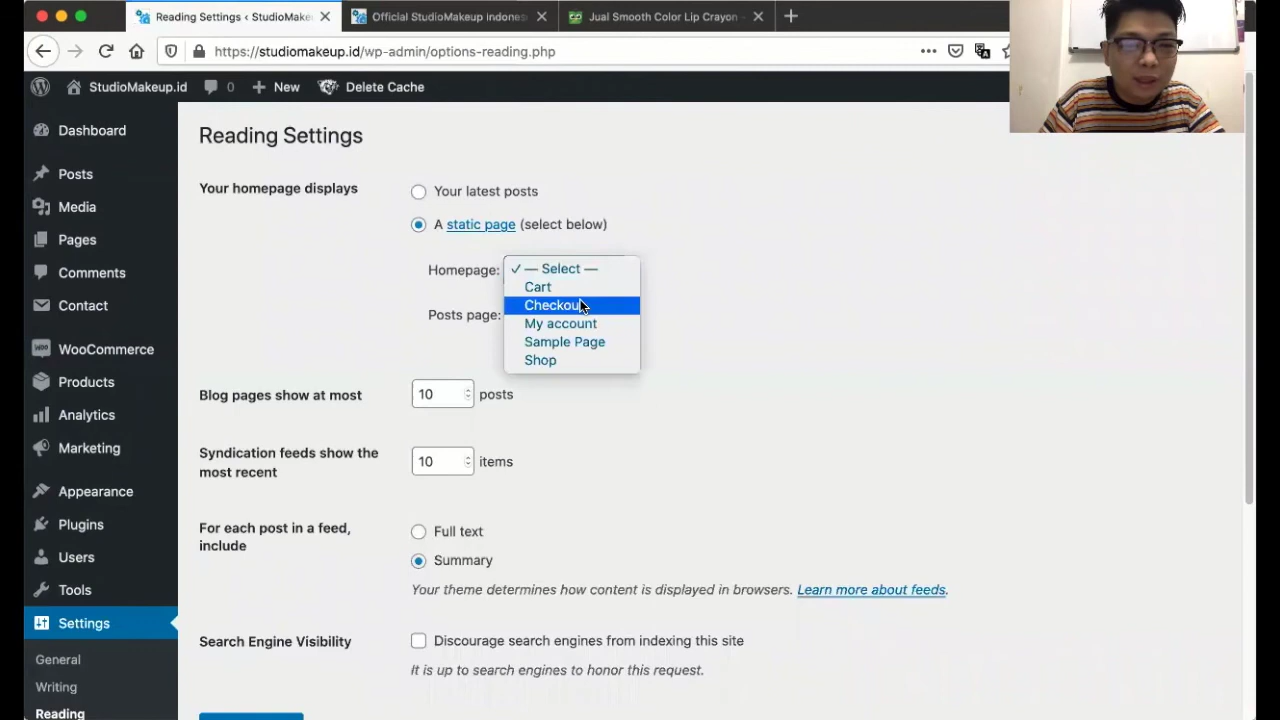 Reading Settings ‹ StudioMake
Official StudioMakeup Indones
Jual Smooth Color Lip Crayon -
https://studiomakeup.id/wp-admin/options-reading.php
StudioMakeup.id
0
New
Delete Cache
Dashboard
Posts
Media
Pages
Comments
Contact
WooCommerce
Products
Analytics
Marketing
Appearance
Plugins
Users
Tools
Settings
General
Writing
Reading
Reading Settings
Your homepage displays
Your latest posts
A static page (select below)
Homepage:
— Select —
Cart
Checkou
My account
Sample Page
Shop
Posts page:
Blog pages show at most
10
posts
Syndication feeds show the
most recent
10
items
For each post in a feed,
include
Full text
Summary
Your theme determines how content is displayed in browsers. Learn more about feeds.
Search Engine Visibility
Discourage search engines from indexing this site
It is up to search engines to honor this request.